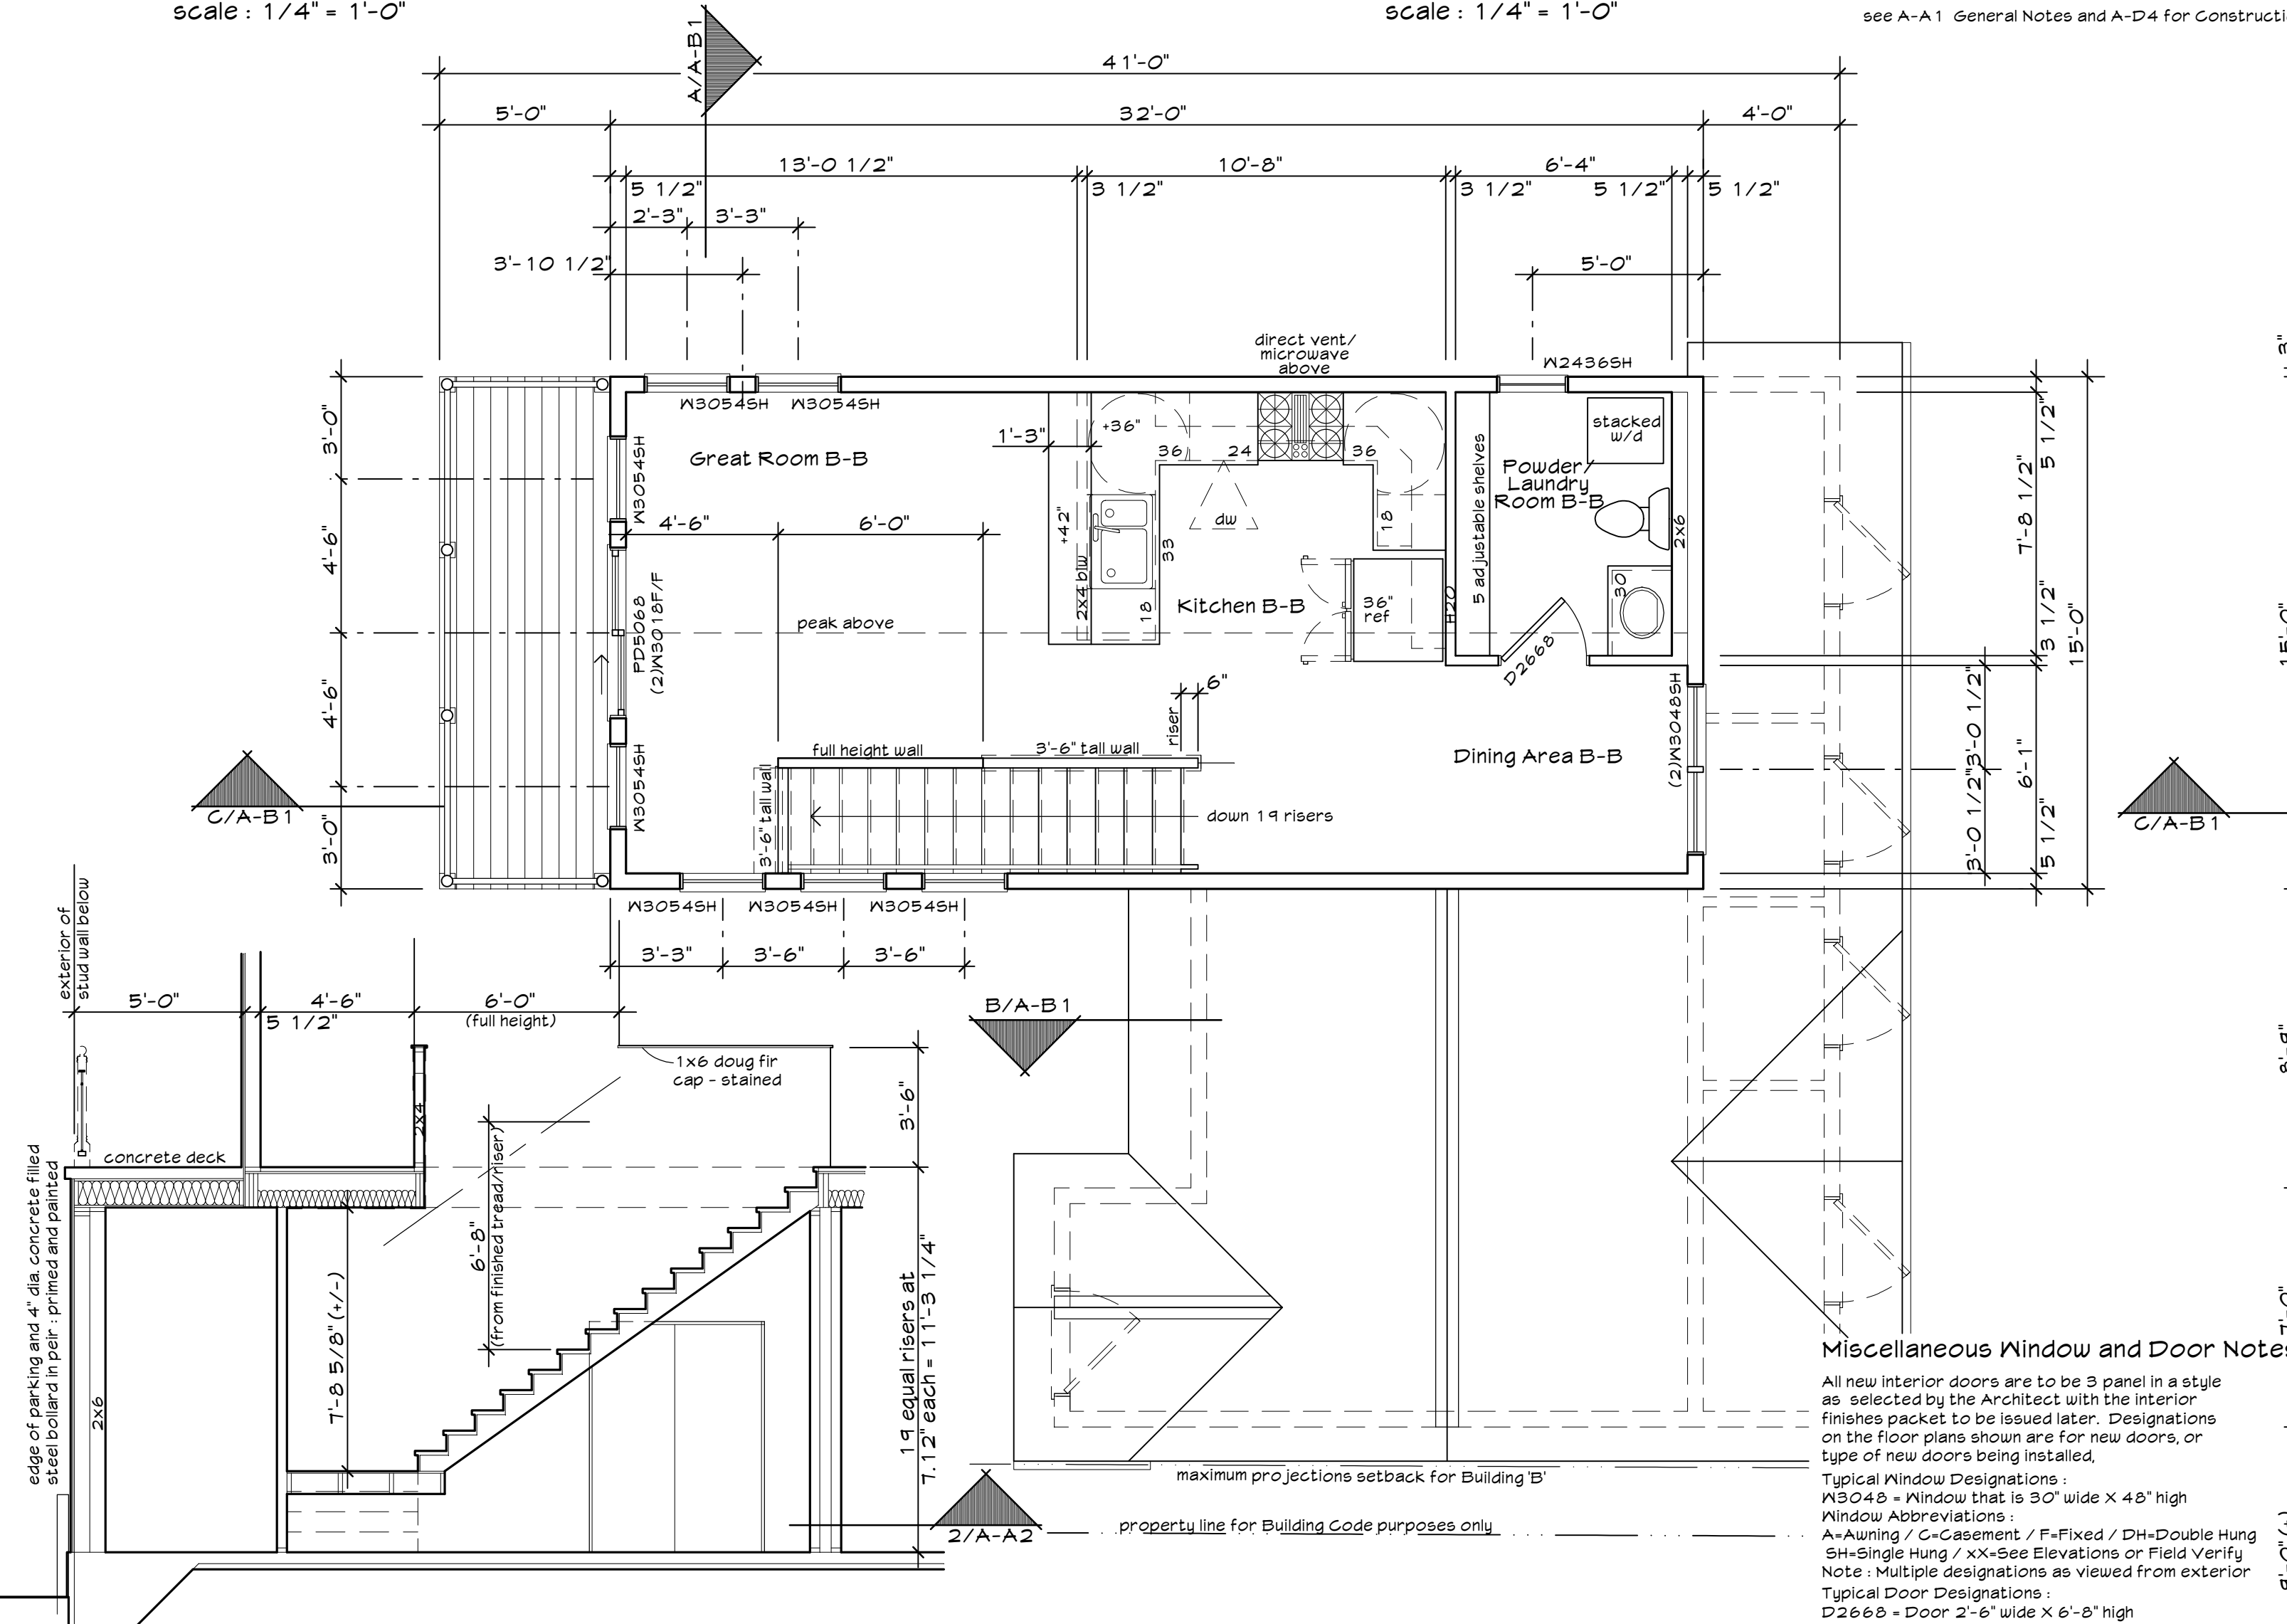 scale : 1/4" = 1'-0"
scale : 1/4" = 1'-0"
see A-A1 General Notes and A-D4 for
A/A-B1
41'-0"
5'-0"
32'-0"
4'-0"
13'-0 1/2"
10'-8"
6'-4"
5 1/2"
3 1/2"
3 1/2"
5 1/2"
5 1/2"
2'-3"
3'-3"
3'-10 1/2"
5'-0"
direct vent/
microwave
above
W2436SH
W3054SH
W3054SH
3'-0"
4'-6"
4'-6"
3'-0"
W3054SH
Great Room B-B
1'-3"
+36"
36
24
36
stacked
w/d
Powder/
Laundry
Room B-B
5 adjustable shelves
dw
18
+42"
33
2x4 blw
18
Kitchen B-B
36"
ref
H2O
30
2x6
D2668
4'-6"
6'-0"
peak above
PD5068
(2)W3018F/F
W3054SH
full height wall
3'-6" tall wall
riser
6"
3'-6" tall wall
down 19 risers
Dining Area B-B
(2)W3048SH
5 1/2"
7'-8 1/2"
3 1/2"
15'-0"
3'-0 1/2"
3'-0 1/2"
6'-1"
5 1/2"
C/A-B1
C/A-B1
W3054SH
W3054SH
W3054SH
3'-3"
3'-6"
3'-6"
exterior of
stud wall below
5'-0"
5 1/2"
4'-6"
6'-0"
(full height)
B/A-B1
1x6 doug fir
cap - stained
2x4
3'-6"
concrete deck
6'-8"
(from finished tread/riser)
7'-8 5/8" (+/-)
2x6
edge of parking and 4" dia. concrete filled
steel bollard in peir : primed and painted
19 equal risers at
7.12" each = 11'-3 1/4"
maximum projections setback for Building 'B'
property line for Building Code purposes only
2/A-A2
15'-0"
Miscellaneous Window and Door Notes
All new interior doors are to be 3 panel in a style
as selected by the Architect with the interior
finishes packet to be issued later. Designations
on the floor plans shown are for new doors, or
type of new doors being installed,
Typical Window Designations :
W3048 = Window that is 30" wide X 48" high
Window Abbreviations :
A=Awning / C=Casement / F=Fixed / DH=Double Hung
SH=Single Hung / xX=See Elevations or Field Verify
Note : Multiple designations as viewed from exterior
Typical Door Designations :
D2668 = Door 2'-6" wide X 6'-8" high